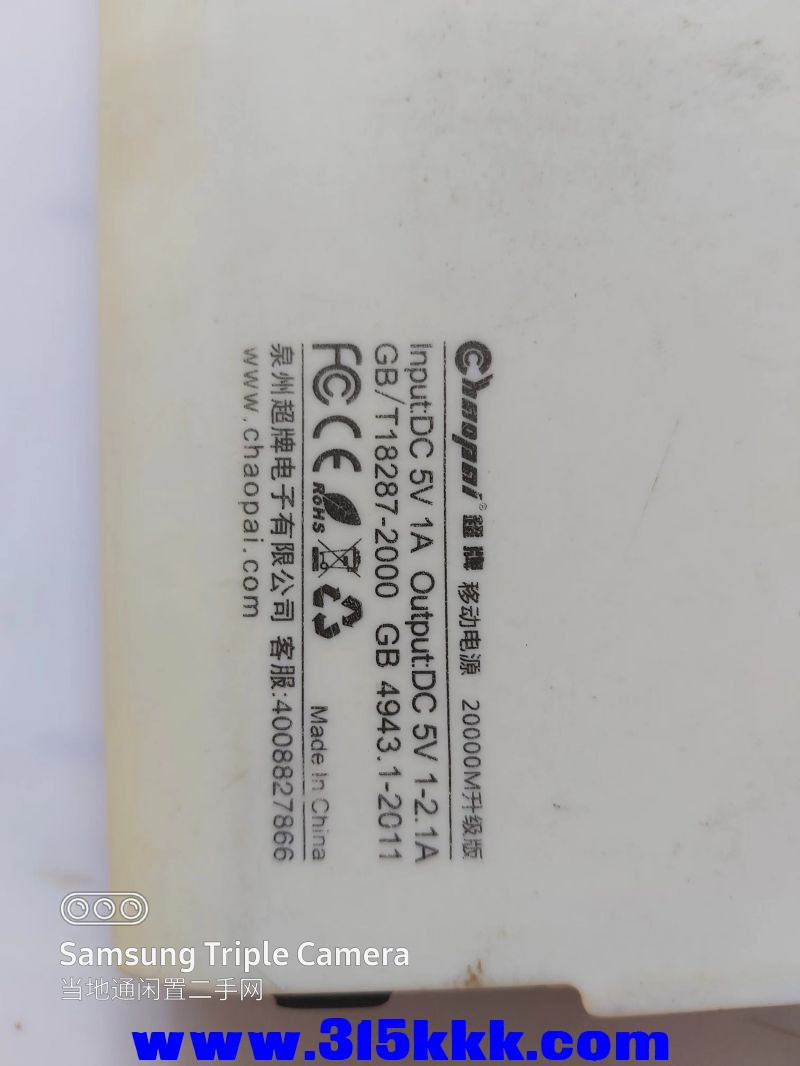 Chaopai® 超牌 移动电源 20000M升级版
Input:DC 5V 1A Output:DC 5V 1-2.1A
GB/T18287-2000 GB 4943.1-2011
FC CE RoHS Made In China
泉州超牌电子有限公司 客服:4008827866
www.chaopai.com
Samsung Triple Camera
当地通闲置二手网
www.315kkk.com